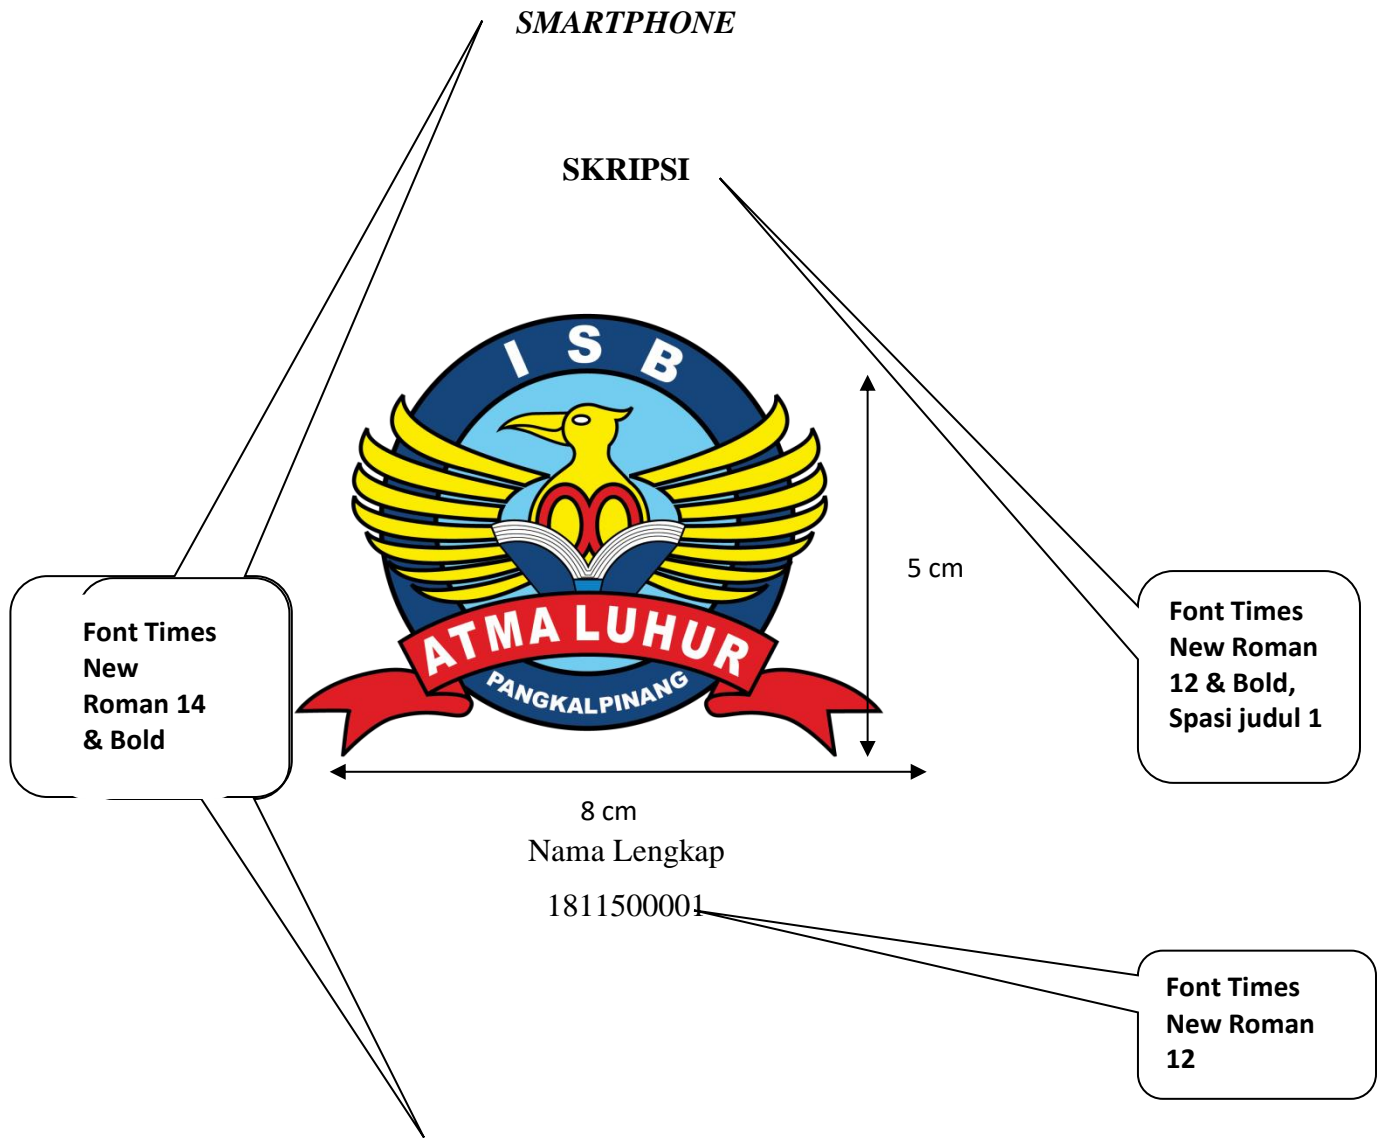 SMARTPHONE
SKRIPSI
I S B
ATMA LUHUR
PANGKALPINANG
5 cm
8 cm
Font Times
New
Roman 14
& Bold
Font Times
New Roman
12 & Bold,
Spasi judul 1
Nama Lengkap
1811500001
Font Times
New Roman
12